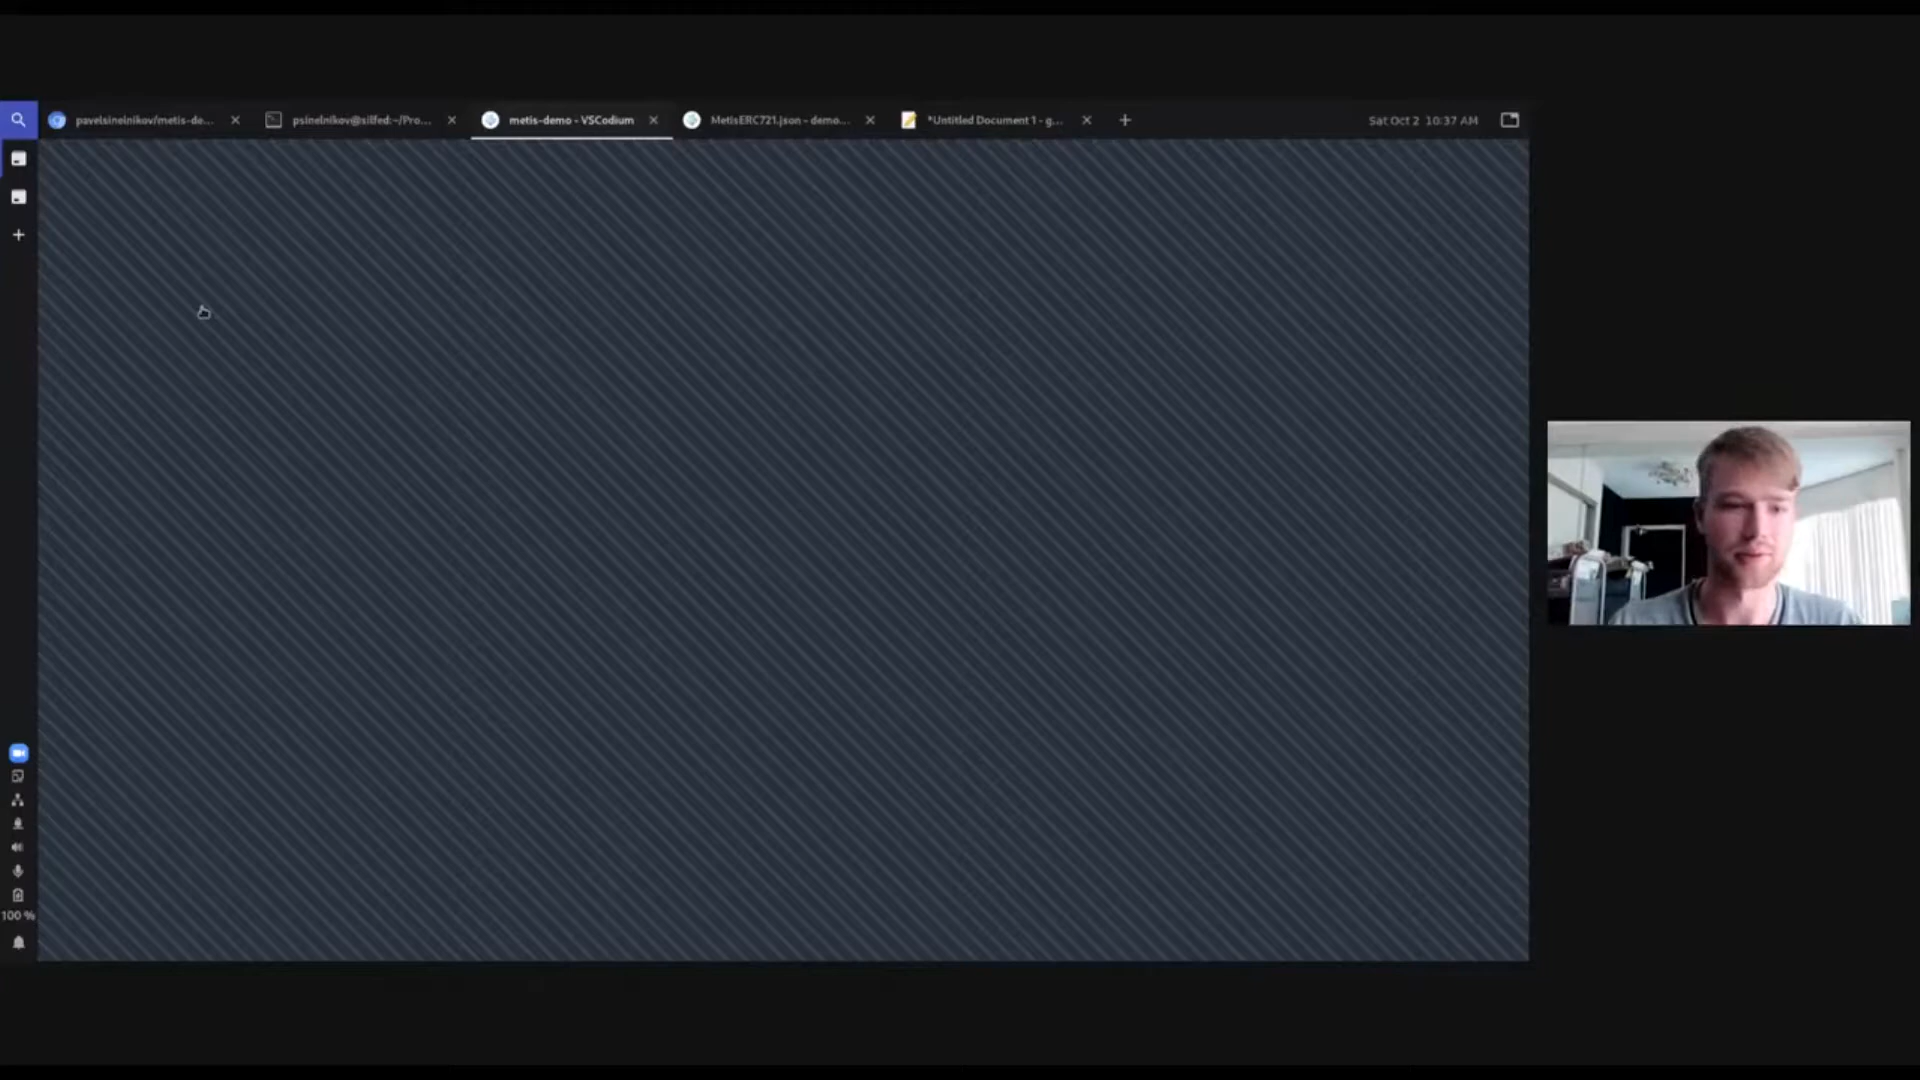 pavelsinelnikov/metis-de...
psinelnikov@silfed:~/Pro...
metis-demo - VSCodium
MetisERC721.json - demo...
*Untitled Document 1 - g...
Sat Oct 2 10:37 AM
100 %